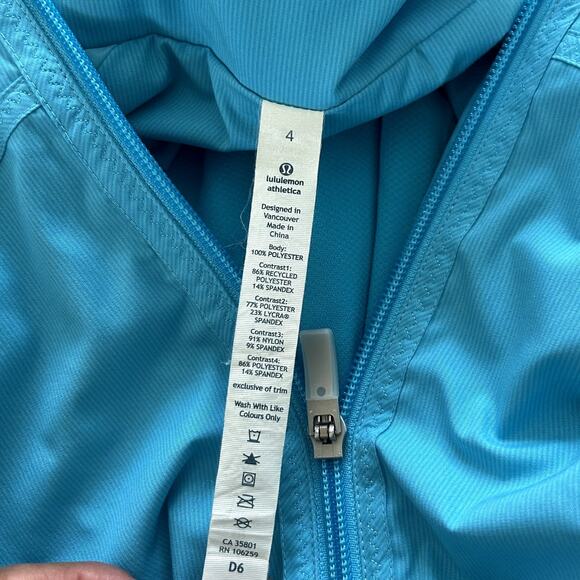 4
lululemon
athletica
Designed in
Vancouver
Made in
China
Body:
100% POLYESTER
Contrast1:
86% RECYCLED
POLYESTER
14% SPANDEX
Contrast2:
77% POLYESTER
23% LYCRA®
SPANDEX
Contrast3:
91% NYLON
9% SPANDEX
Contrast4:
86% POLYESTER
14% SPANDEX
exclusive of trim
Wash With Like
Colours Only
CA 35801
RN 106259
D6